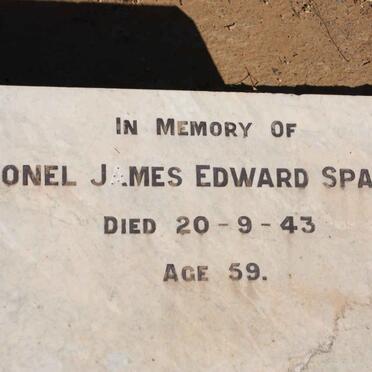 IN MEMORY OF
ONEL JAMES EDWARD SPA
DIED 20-9-43
AGE 59.